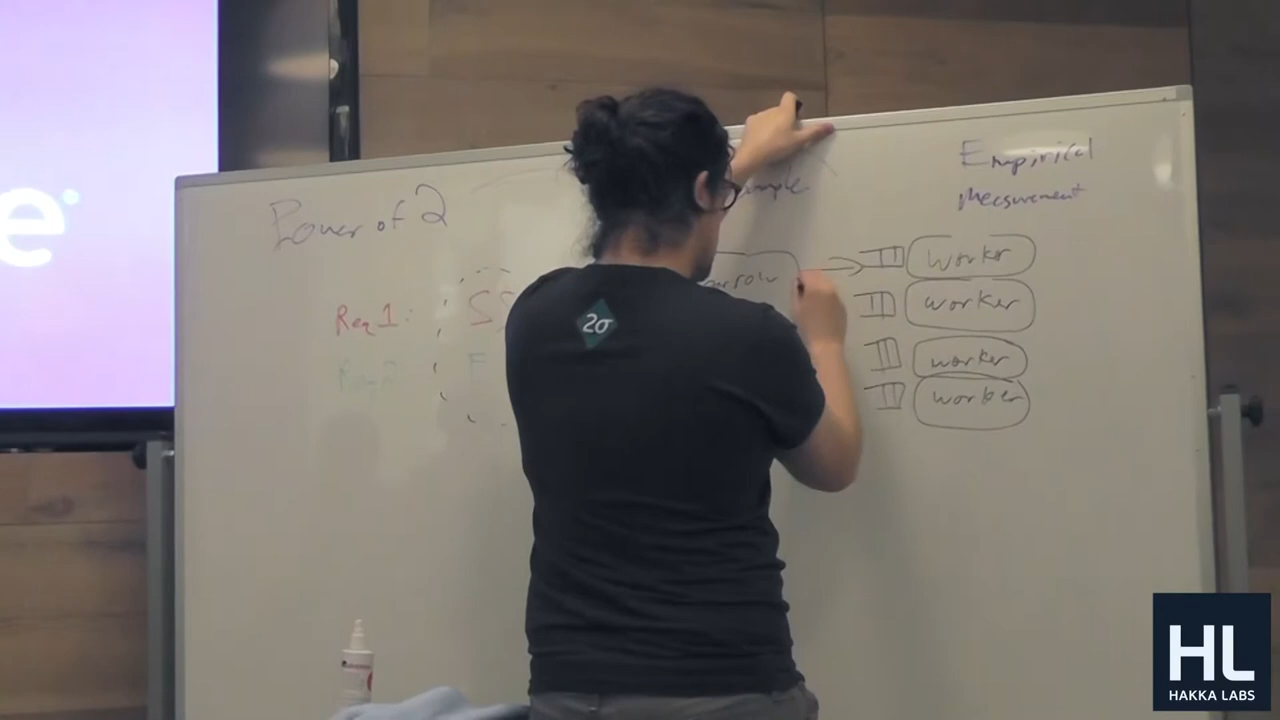 e
Power of 2
Empirical
Measurement
2σ
worker
Req 1:
worker
worker
worker
HL
HAKKA LABS